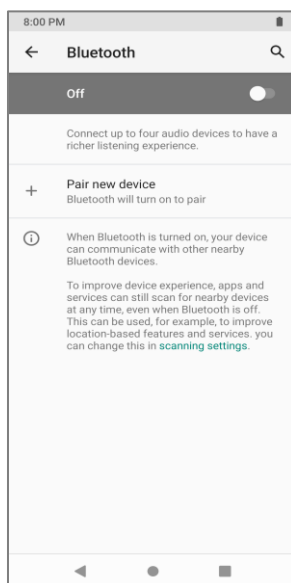 8:00 PM
Bluetooth
Off
Connect up to four audio devices to have a
richer listening experience.
Pair new device
Bluetooth will turn on to pair
When Bluetooth is turned on, your device
can communicate with other nearby
Bluetooth devices.
To improve device experience, apps and
services can still scan for nearby devices
at any time, even when Bluetooth is off.
This can be used, for example, to improve
location-based features and services. you
can change this in scanning settings.